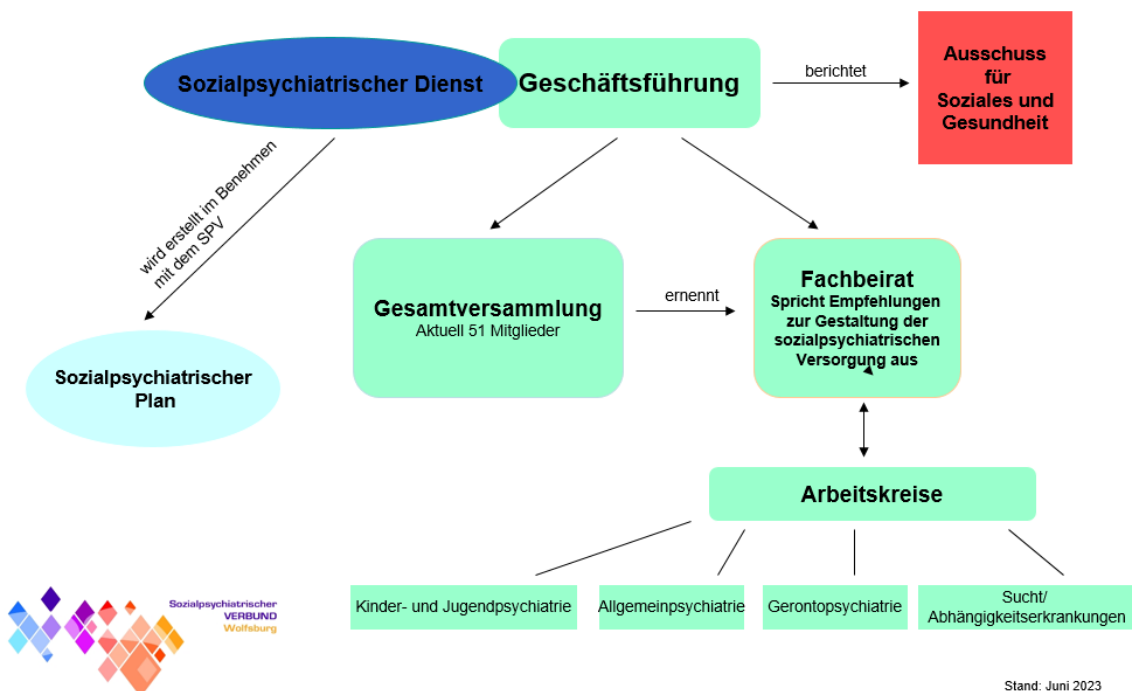 Sozialpsychiatrischer Dienst
Geschäftsführung
berichtet
Ausschuss
für
Soziales und
Gesundheit
wird erstellt im Benehmen
mit dem SPV
Gesamtversammlung
Aktuell 51 Mitglieder
ernennt
Fachbeirat
Spricht Empfehlungen
zur Gestaltung der
sozialpsychiatrischen
Versorgung aus
Sozialpsychiatrischer
Plan
Arbeitskreise
Kinder- und Jugendpsychiatrie
Allgemeinpsychiatrie
Gerontopsychiatrie
Sucht/
Abhängigkeitserkrankungen
Sozialpsychiatrischer
VERBUND
Wolfsburg
Stand: Juni 2023